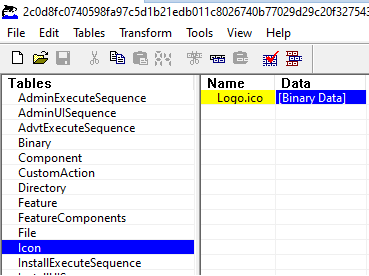 2c0d8fc0740598fa97c5d1b21edb011c8026740b77029d29c20f327543
File Edit Tables Transform Tools View Help
Tables
AdminExecuteSequence
AdminUISequence
AdvtExecuteSequence
Binary
Component
CustomAction
Directory
Feature
FeatureComponents
File
Icon
InstallExecuteSequence
InstallUISequence
Name Data
Logo.ico [Binary Data]